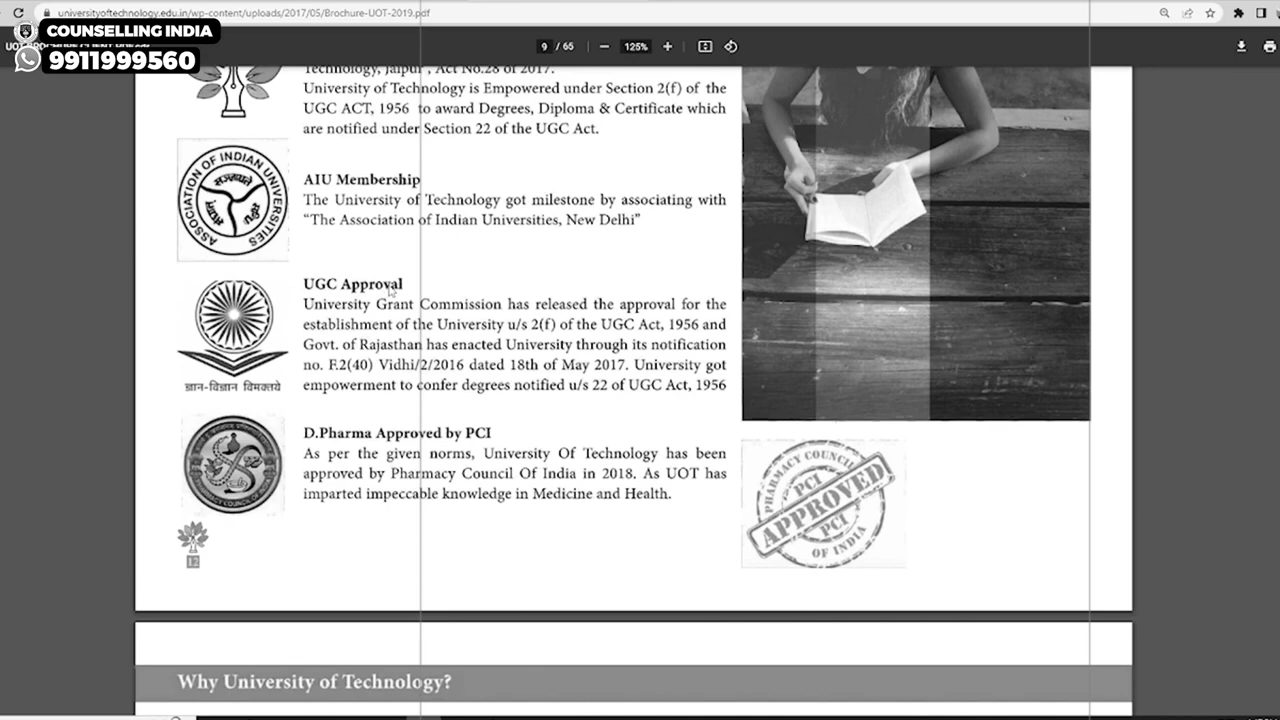 universityoftechnology.edu.in/wp-content/uploads/2017/05/Brochure-UOT-2019.pdf
COUNSELLING INDIA
9911999560
9 / 65
125%
Technology, Jaipur", Act No.28 of 2017.
University of Technology is Empowered under Section 2(f) of the
UGC ACT, 1956 to award Degrees, Diploma & Certificate which
are notified under Section 22 of the UGC Act.
ASSOCIATION OF INDIAN UNIVERSITIES
AIU Membership
The University of Technology got milestone by associating with
“The Association of Indian Universities, New Delhi”
UGC Approval
University Grant Commission has released the approval for the
establishment of the University u/s 2(f) of the UGC Act, 1956 and
Govt. of Rajasthan has enacted University through its notification
no. F.2(40) Vidhi/2/2016 dated 18th of May 2017. University got
empowerment to confer degrees notified u/s 22 of UGC Act, 1956
ज्ञान-विज्ञान विमुक्तये
D.Pharma Approved by PCI
As per the given norms, University Of Technology has been
approved by Pharmacy Council Of India in 2018. As UOT has
imparted impeccable knowledge in Medicine and Health.
PHARMACY COUNCIL
PCI
APPROVED
PCI
OF INDIA
12
Why University of Technology?